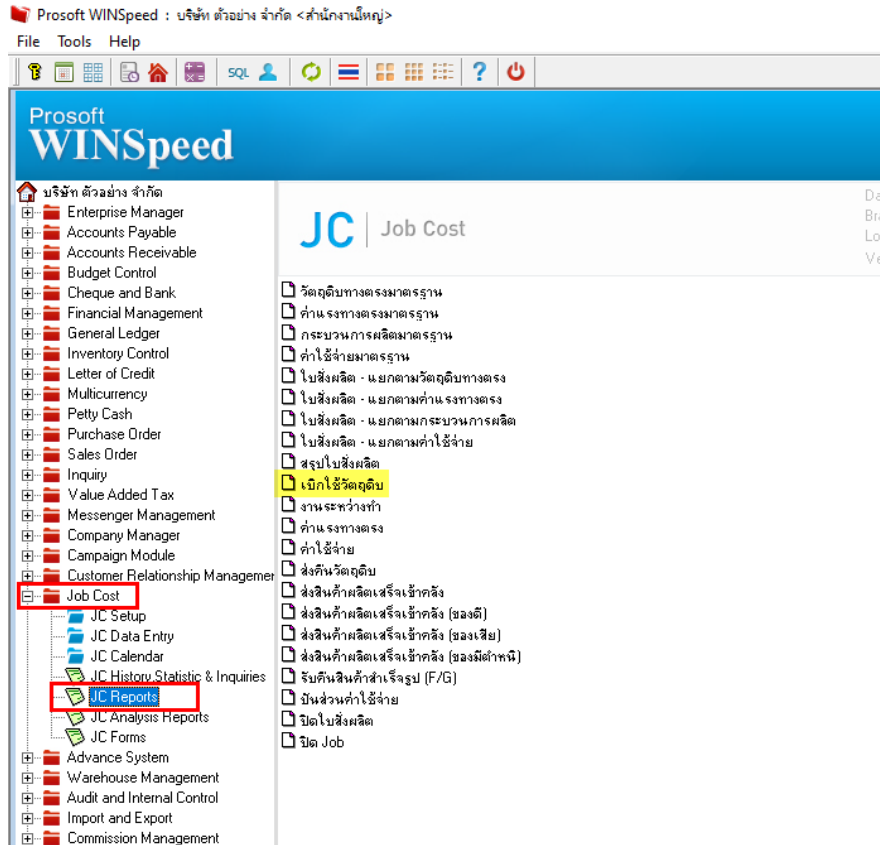 Prosoft WINSpeed : บริษัท ตัวอย่าง จำกัด <สำนักงานใหญ่>
File Tools Help
SQL
Prosoft
WINSpeed
บริษัท ตัวอย่าง จำกัด
Enterprise Manager
Accounts Payable
Accounts Receivable
Budget Control
Cheque and Bank
Financial Management
General Ledger
Inventory Control
Letter of Credit
Multicurrency
Petty Cash
Purchase Order
Sales Order
Inquiry
Value Added Tax
Messenger Management
Company Manager
Campaign Module
Customer Relationship Managemer
Job Cost
JC Setup
JC Data Entry
JC Calendar
JC History,Statistic & Inquiries
JC Reports
JC Analysis Reports
JC Forms
Advance System
Warehouse Management
Audit and Internal Control
Import and Export
Commission Management
JC Job Cost
Da
Bra
Lo
Ve
วัตถุดิบทางตรงมาตรฐาน
ค่าแรงทางตรงมาตรฐาน
กระบวนการผลิตมาตรฐาน
ค่าใช้จ่ายมาตรฐาน
ใบสั่งผลิต - แยกตามวัตถุดิบทางตรง
ใบสั่งผลิต - แยกตามค่าแรงทางตรง
ใบสั่งผลิต - แยกตามกระบวนการผลิต
ใบสั่งผลิต - แยกตามค่าใช้จ่าย
สรุปใบสั่งผลิต
เบิกใช้วัตถุดิบ
งานระหว่างทำ
ค่าแรงทางตรง
ค่าใช้จ่าย
ส่งคืนวัตถุดิบ
ส่งสินค้าผลิตเสร็จเข้าคลัง
ส่งสินค้าผลิตเสร็จเข้าคลัง (ของดี)
ส่งสินค้าผลิตเสร็จเข้าคลัง (ของเสีย)
ส่งสินค้าผลิตเสร็จเข้าคลัง (ของมีตำหนิ)
รับคืนสินค้าสำเร็จรูป (F/G)
ปันส่วนค่าใช้จ่าย
ปิดใบสั่งผลิต
ปิด Job